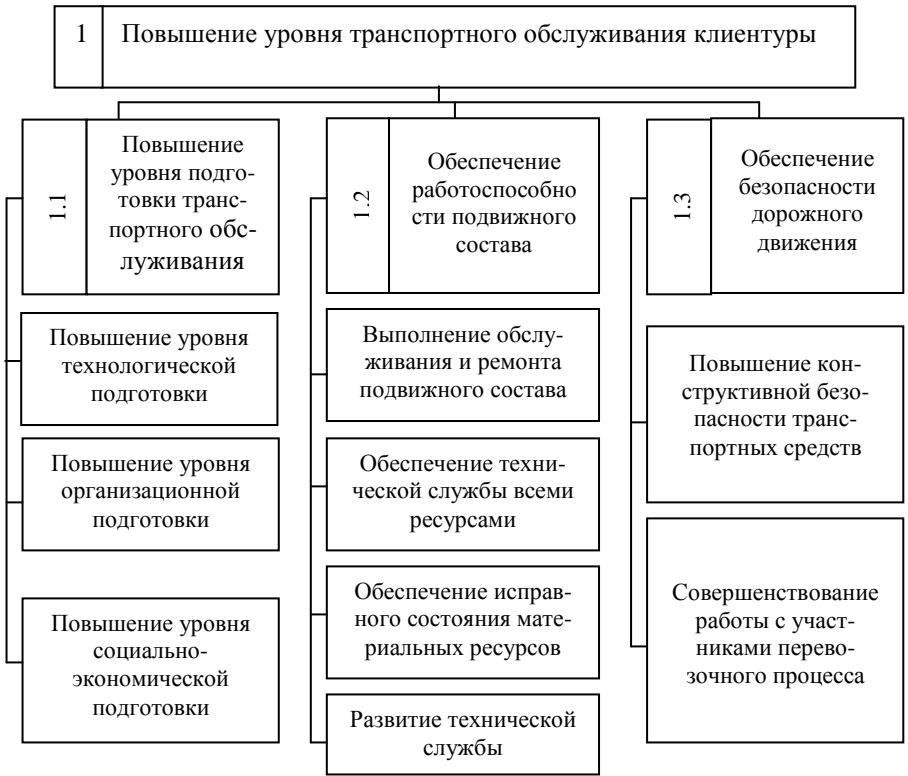 1 Повышение уровня транспортного обслуживания клиентуры
1.1
Повышение
уровня подго-
товки транс-
портного обс-
луживания
Повышение уровня
технологической
подготовки
Повышение уровня
организационной
подготовки
Повышение уровня
социально-
экономической
подготовки
1.2
Обеспечение
работоспособно
сти подвижного
состава
Выполнение обслу-
живания и ремонта
подвижного состава
Обеспечение техни-
ческой службы всеми
ресурсами
Обеспечение исправ-
ного состояния мате-
риальных ресурсов
Развитие технической
службы
1.3
Обеспечение
безопасности
дорожного
движения
Повышение кон-
структивной безо-
пасности транс-
портных средств
Совершенствование
работы с участ-
никами перево-
зочного процесса